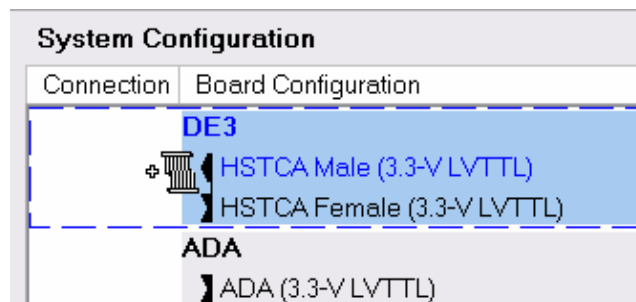 System Configuration
Connection Board Configuration
DE3
HSTCA Male (3.3-V LVTTL)
HSTCA Female (3.3-V LVTTL)
ADA
ADA (3.3-V LVTTL)